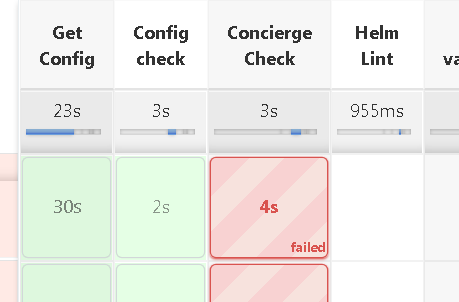 Get Config
Config check
Concierge Check
Helm Lint
va
23s
3s
3s
955ms
30s
2s
4s
failed